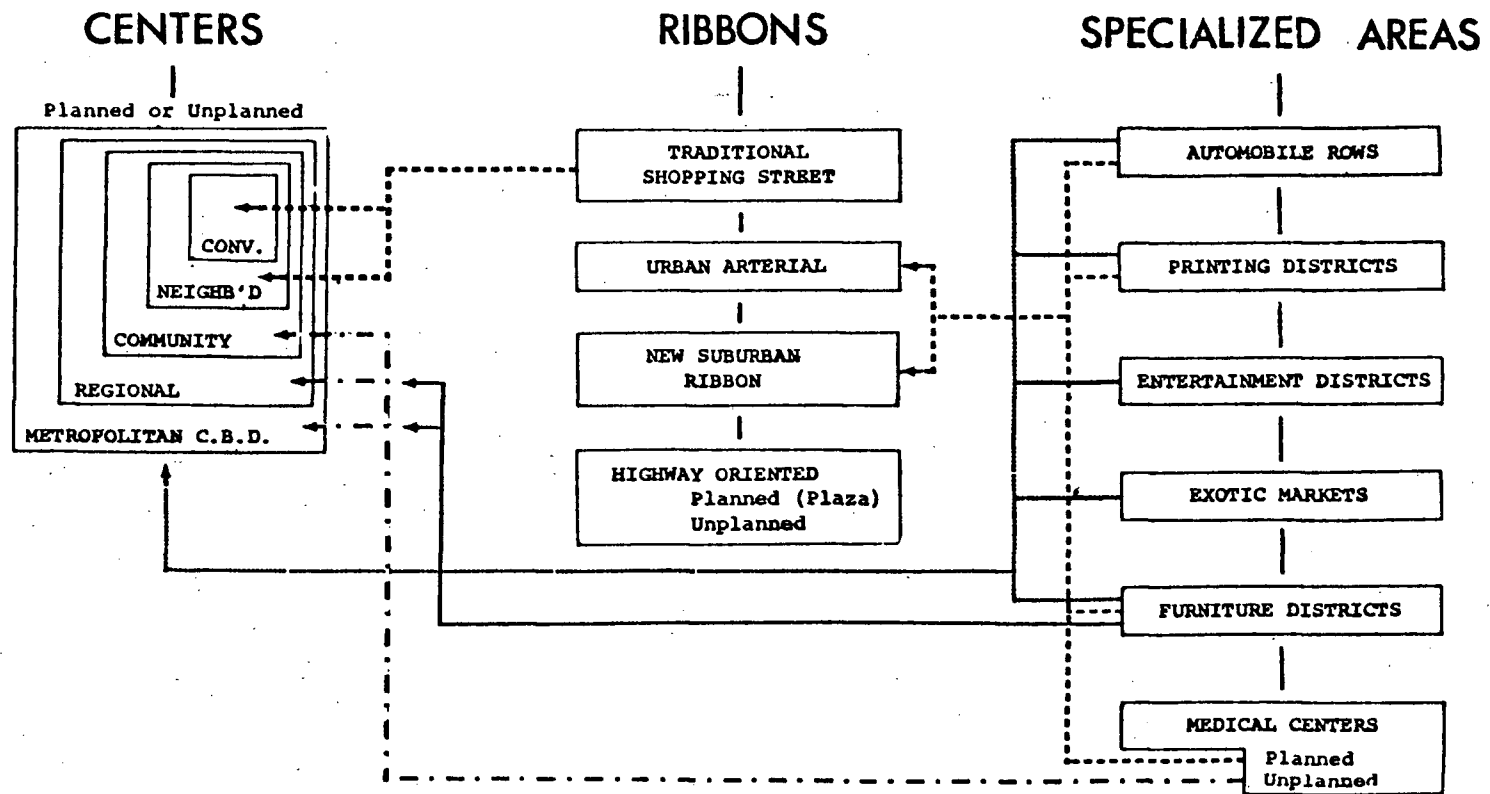 CENTERS
Planned or Unplanned
CONV.
NEIGHB'D
COMMUNITY
REGIONAL
METROPOLITAN C.B.D.
RIBBONS
TRADITIONAL
SHOPPING STREET
URBAN ARTERIAL
NEW SUBURBAN
RIBBON
HIGHWAY ORIENTED
Planned (Plaza)
Unplanned
SPECIALIZED AREAS
AUTOMOBILE ROWS
PRINTING DISTRICTS
ENTERTAINMENT DISTRICTS
EXOTIC MARKETS
FURNITURE DISTRICTS
MEDICAL CENTERS
Planned
Unplanned